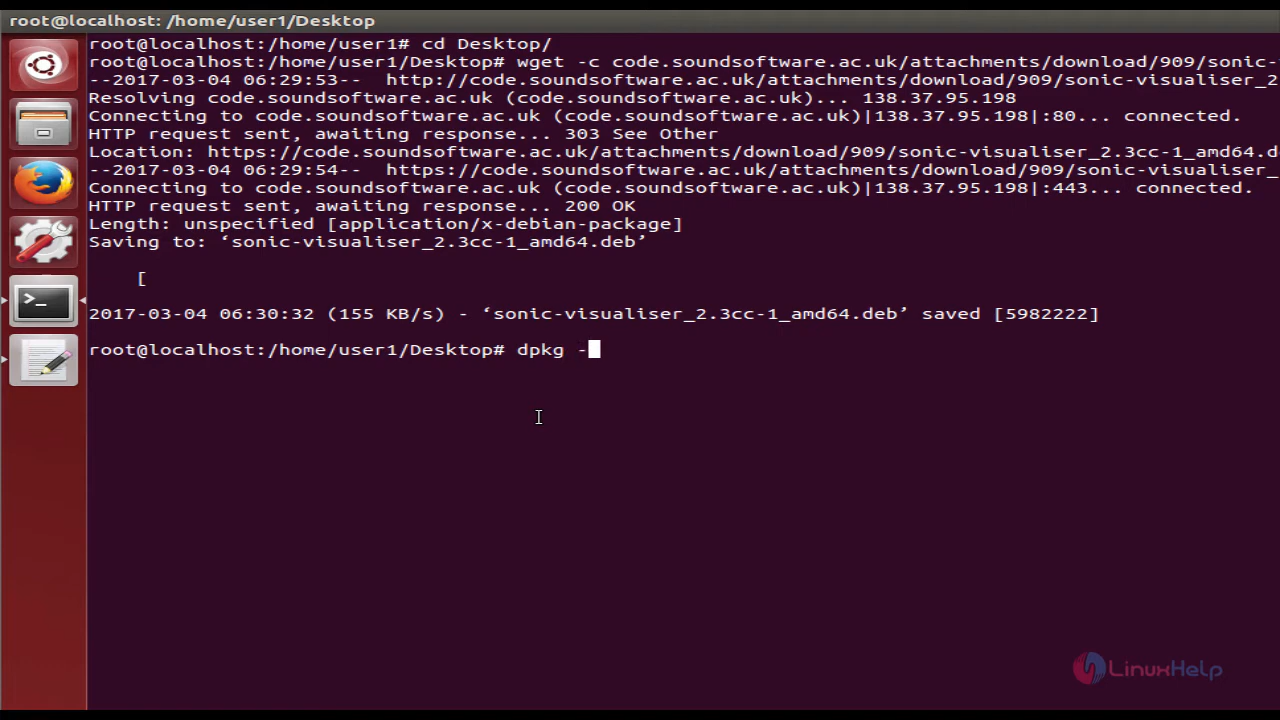 root@localhost: /home/user1/Desktop
root@localhost:/home/user1# cd Desktop/
root@localhost:/home/user1/Desktop# wget -c code.soundsoftware.ac.uk/attachments/download/909/sonic-
--2017-03-04 06:29:53-- http://code.soundsoftware.ac.uk/attachments/download/909/sonic-visualiser_2
Resolving code.soundsoftware.ac.uk (code.soundsoftware.ac.uk)... 138.37.95.198
Connecting to code.soundsoftware.ac.uk (code.soundsoftware.ac.uk)|138.37.95.198|:80... connected.
HTTP request sent, awaiting response... 303 See Other
Location: https://code.soundsoftware.ac.uk/attachments/download/909/sonic-visualiser_2.3cc-1_amd64.d
--2017-03-04 06:29:54-- https://code.soundsoftware.ac.uk/attachments/download/909/sonic-visualiser_
Connecting to code.soundsoftware.ac.uk (code.soundsoftware.ac.uk)|138.37.95.198|:443... connected.
HTTP request sent, awaiting response... 200 OK
Length: unspecified [application/x-debian-package]
Saving to: ‘sonic-visualiser_2.3cc-1_amd64.deb’
[
2017-03-04 06:30:32 (155 KB/s) - ‘sonic-visualiser_2.3cc-1_amd64.deb’ saved [5982222]
root@localhost:/home/user1/Desktop# dpkg -
>_
LinuxHelp